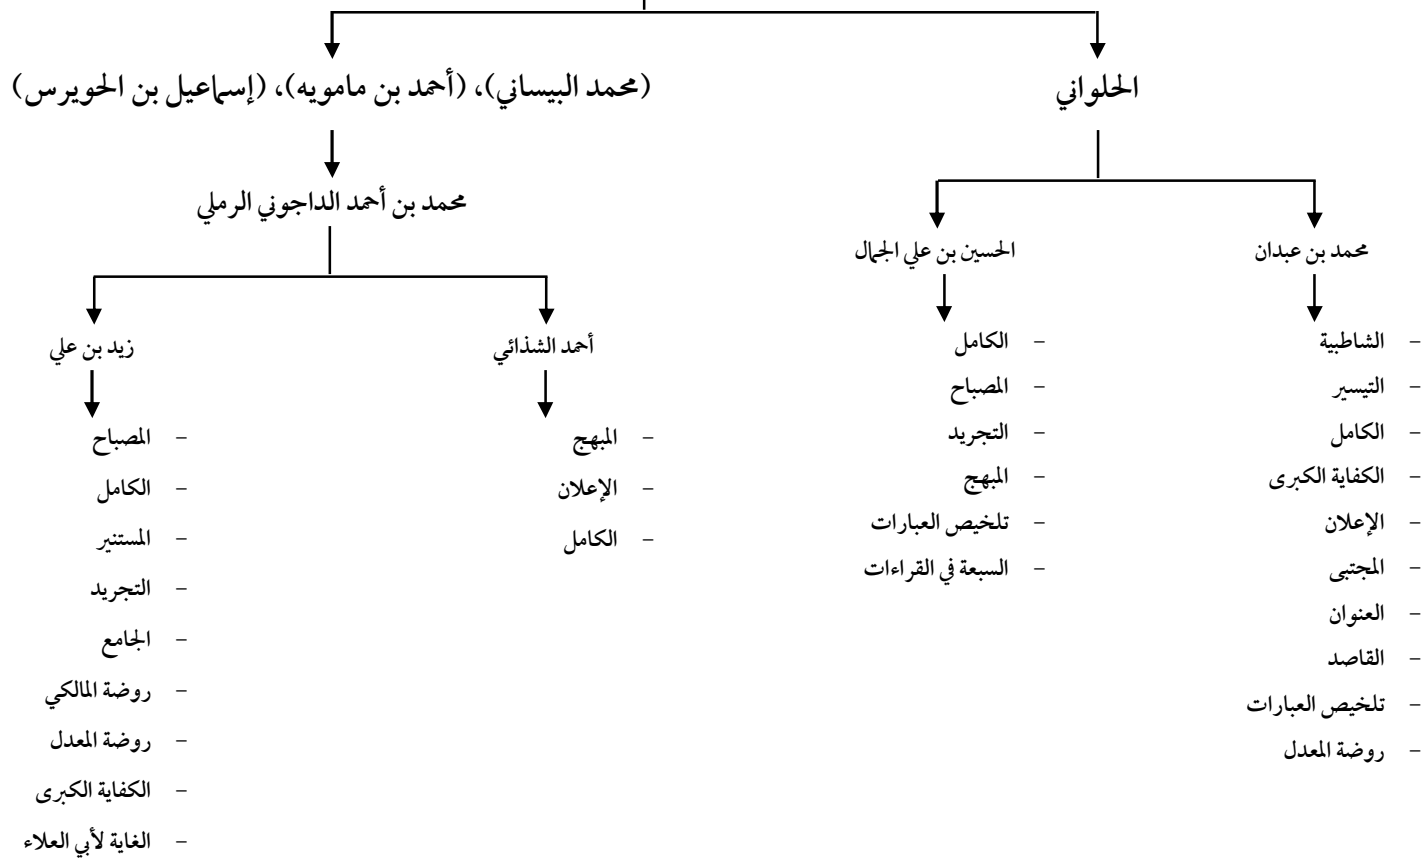 الحلواني
(محمد البيساني)، (أحمد بن مامويه)، (إسماعيل بن الحويرس)
محمد بن أحمد الداجوني الرملي
محمد بن عبدان
الحسين بن علي الجمال
أحمد الشذائي
زيد بن علي
– الشاطبية
– التيسير
– الكامل
– الكفاية الكبرى
– الإعلان
– المجتبى
– العنوان
– القاصد
– تلخيص العبارات
– روضة المعدل
– الكامل
– المصباح
– التجريد
– المبهج
– تلخيص العبارات
– السبعة في القراءات
– المبهج
– الإعلان
– الكامل
– المصباح
– الكامل
– المستنير
– التجريد
– الجامع
– روضة المالكي
– روضة المعدل
– الكفاية الكبرى
– الغاية لأبي العلاء